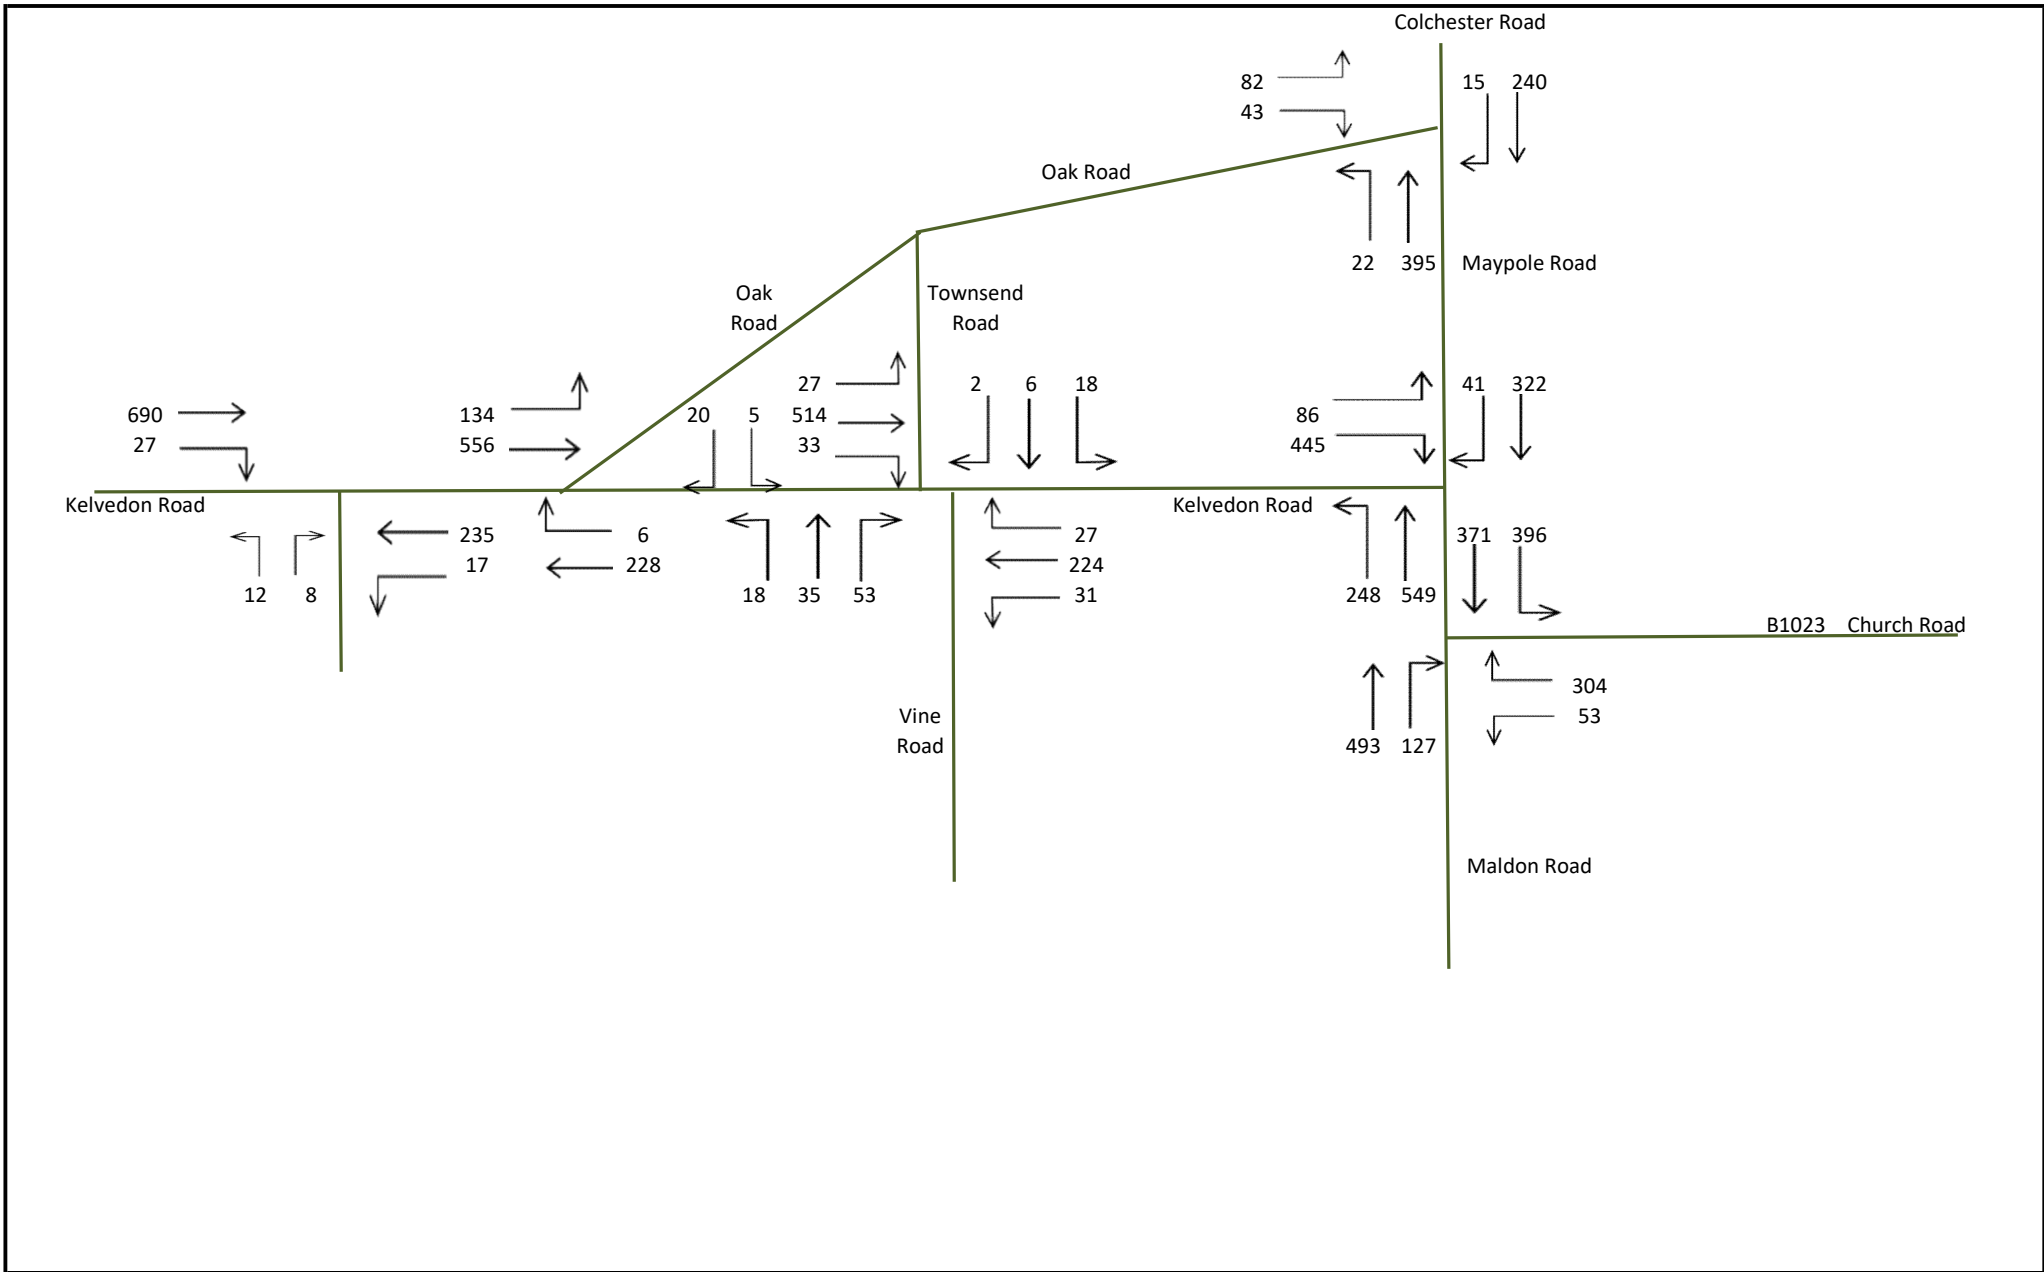 Colchester Road
82
15 240
43
Oak Road
22 395
Maypole Road
Oak
Road
Townsend
Road
27
2 6 18
41 322
690
134
20 5
514
86
27
556
33
445
Kelvedon Road
Kelvedon Road
235
6
27
371 396
17
228
224
12 8
18 35 53
31
248 549
B1023 Church Road
304
Vine
Road
53
493 127
Maldon Road